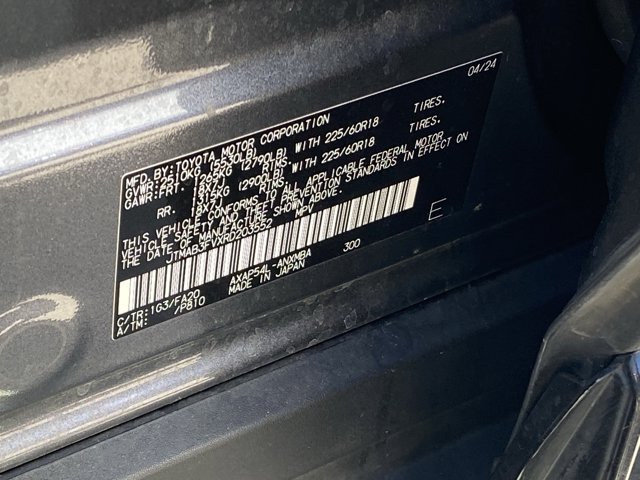 MFD. BY: TOYOTA MOTOR CORPORATION 04/24
GVWR: 2510KG (5530LB)
GAWR: FRT. 1265KG (2790LB) WITH 225/60R18 TIRES,
18X7J RIMS,
RR. 1315KG (2900LB) WITH 225/60R18 TIRES,
18X7J RIMS,
THIS VEHICLE CONFORMS TO ALL APPLICABLE FEDERAL MOTOR
VEHICLE SAFETY AND THEFT PREVENTION STANDARDS IN EFFECT ON
THE DATE OF MANUFACTURE SHOWN ABOVE.
JTMAB3FVXRD203552 MPV
E
C/TR: 1G3/FA20 AXAP54L-ANXMBA 300
A/TM: /P810 MADE IN JAPAN